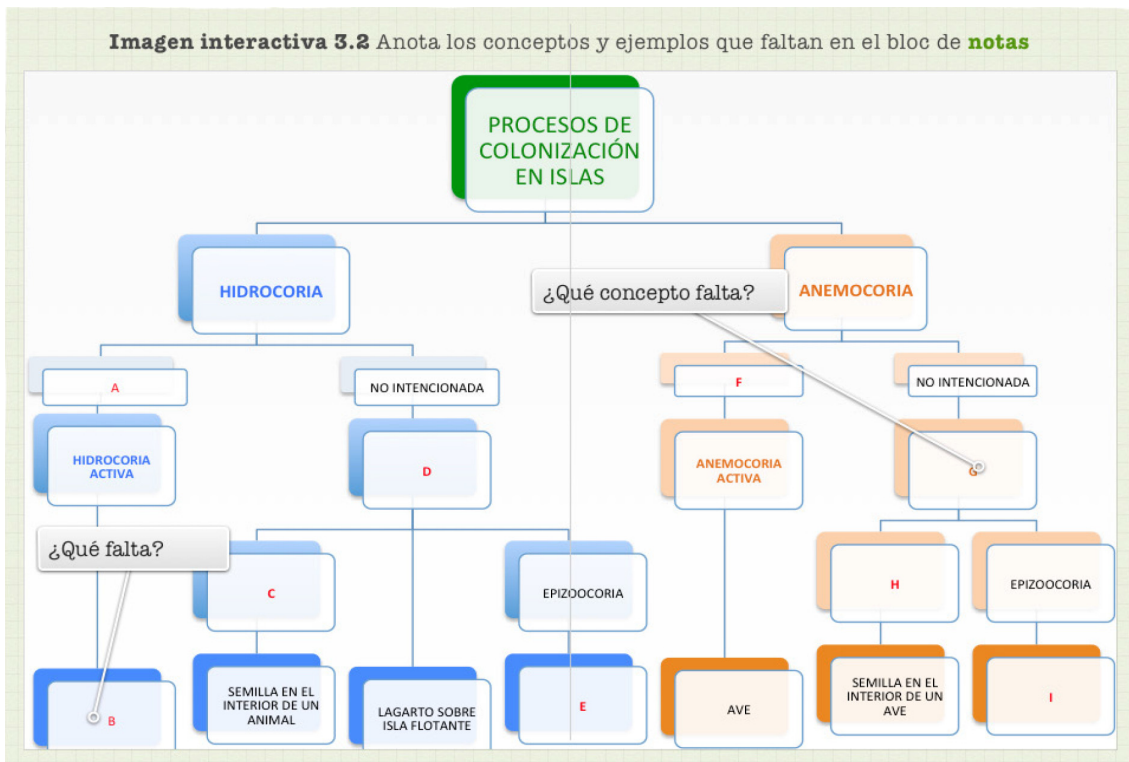 Imagen interactiva 3.2 Anota los conceptos y ejemplos que faltan en el bloc de notas
PROCESOS DE
COLONIZACIÓN
EN ISLAS
HIDROCORIA
¿Qué concepto falta?
ANEMOCORIA
A
NO INTENCIONADA
F
NO INTENCIONADA
HIDROCORIA
ACTIVA
D
ANEMOCORIA
ACTIVA
G
¿Qué falta?
C
EPIZOOCORIA
H
EPIZOOCORIA
B
SEMILLA EN EL
INTERIOR DE UN
ANIMAL
LAGARTO SOBRE
ISLA FLOTANTE
E
AVE
SEMILLA EN EL
INTERIOR DE UN
AVE
I